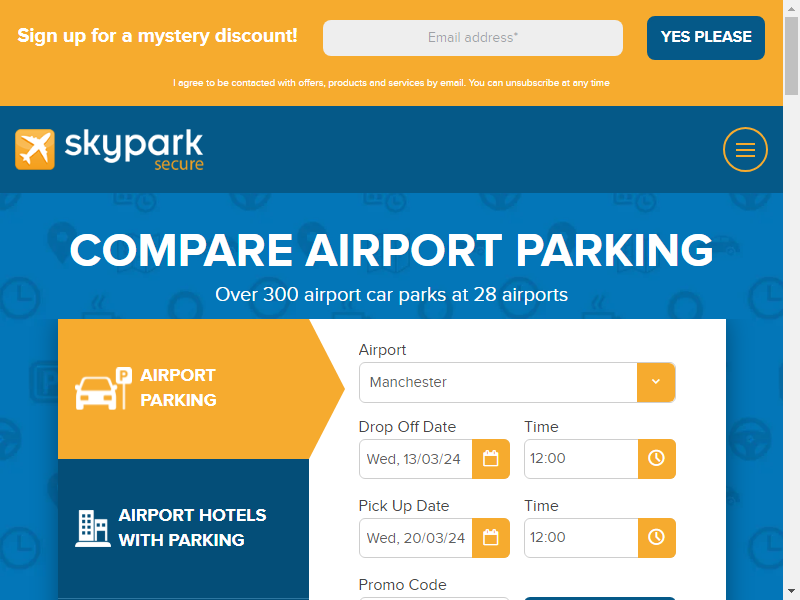 Sign up for a mystery discount!
Email address*
YES PLEASE
I agree to be contacted with offers, products and services by email. You can unsubscribe at any time
skypark
secure
COMPARE AIRPORT PARKING
Over 300 airport car parks at 28 airports
P
AIRPORT
PARKING
AIRPORT HOTELS
WITH PARKING
Airport
Manchester
Drop Off Date
Time
Wed, 13/03/24
12:00
Pick Up Date
Time
Wed, 20/03/24
12:00
Promo Code